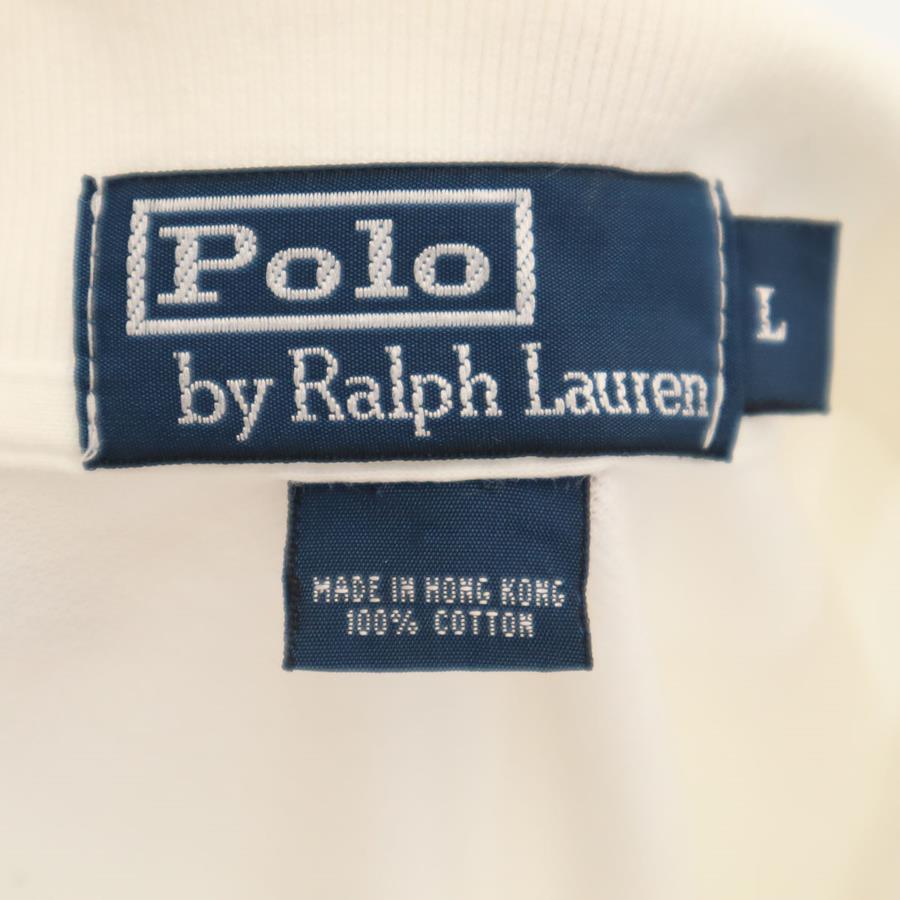 Polo
by Ralph Lauren
L
MADE IN HONG KONG
100% COTTON